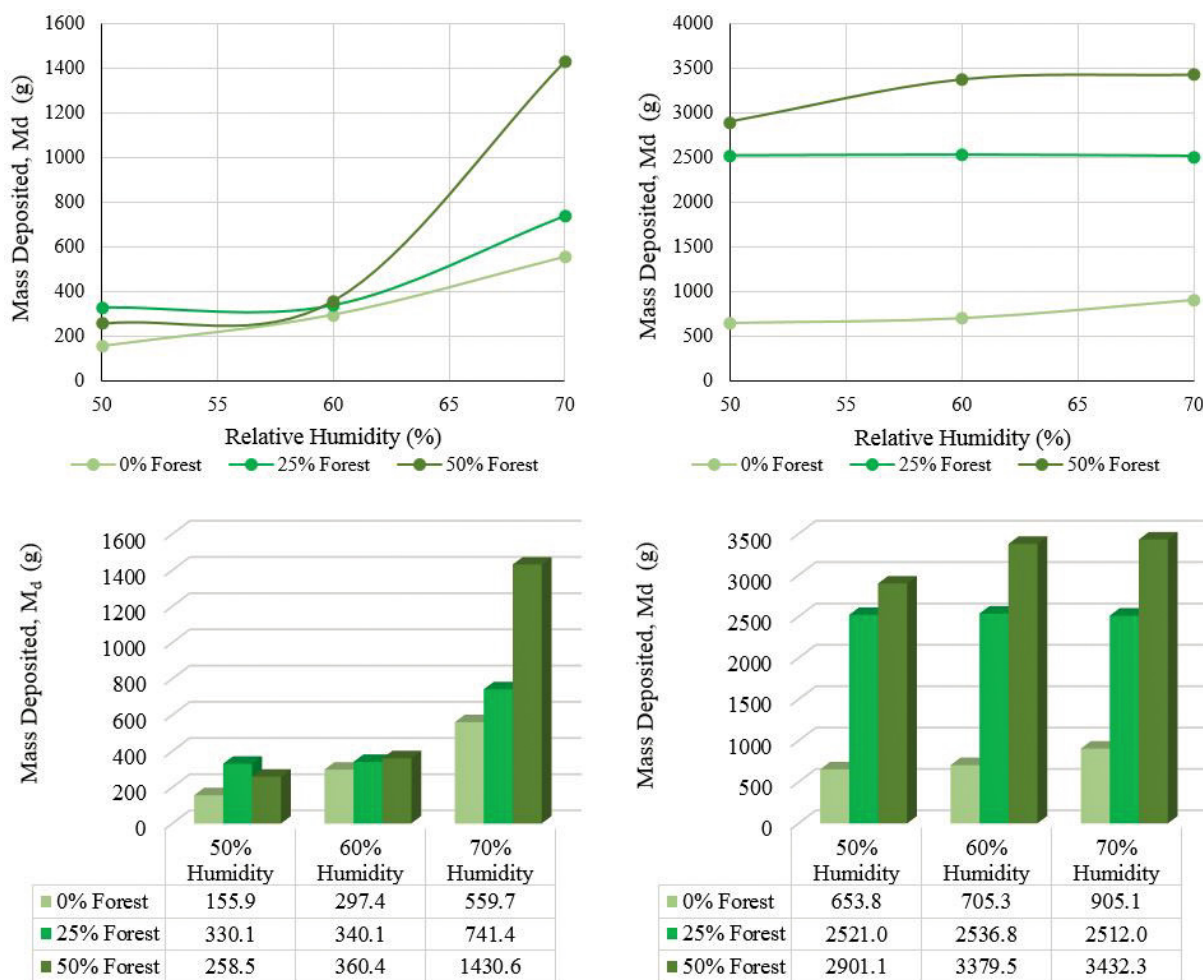 Mass Deposited, Md (g)
1600
1400
1200
1000
800
600
400
200
0
50 55 60 65 70
Relative Humidity (%)
0% Forest 25% Forest 50% Forest
Mass Deposited, Md (g)
4000
3500
3000
2500
2000
1500
1000
500
0
50 55 60 65 70
Relative Humidity (%)
0% Forest 25% Forest 50% Forest
Mass Deposited, Md (g)
1600
1400
1200
1000
800
600
400
200
0
50% 60% 70%
Humidity Humidity Humidity
0% Forest 155.9 297.4 559.7
25% Forest 330.1 340.1 741.4
50% Forest 258.5 360.4 1430.6
Mass Deposited, Md (g)
3500
3000
2500
2000
1500
1000
500
0
50% 60% 70%
Humidity Humidity Humidity
0% Forest 653.8 705.3 905.1
25% Forest 2521.0 2536.8 2512.0
50% Forest 2901.1 3379.5 3432.3